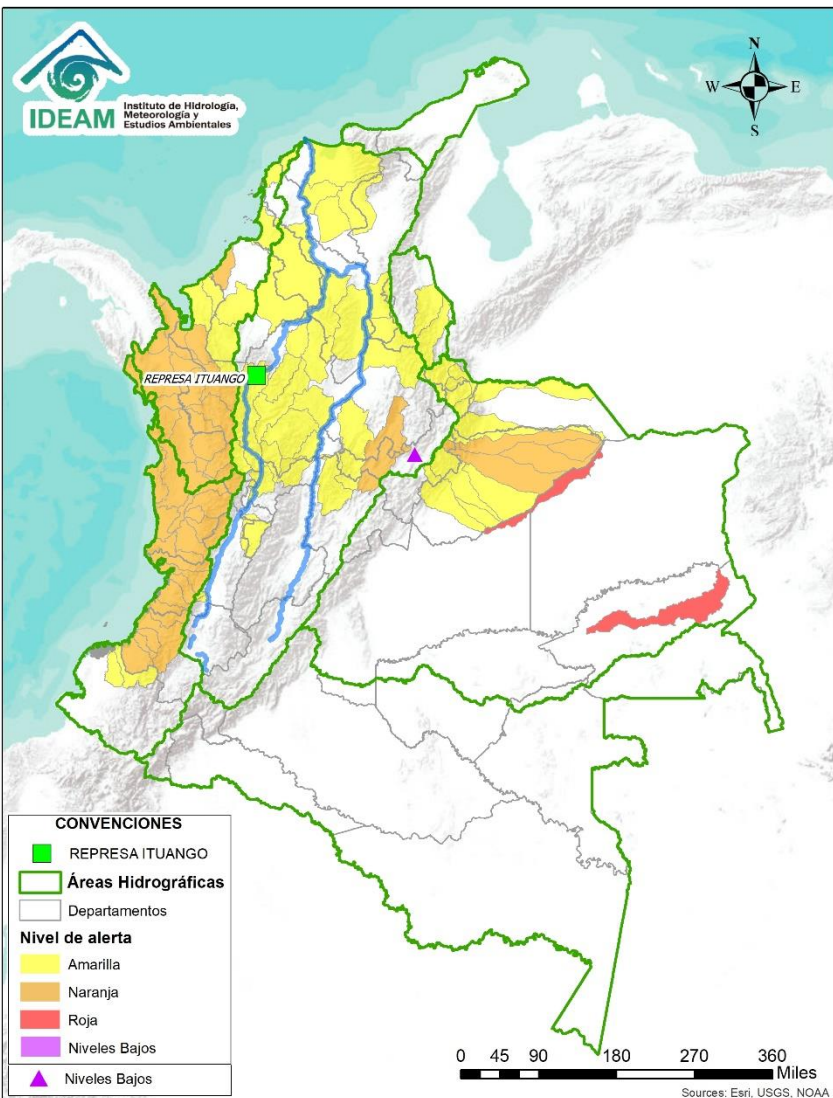 IDEAM
Instituto de Hidrología,
Meteorología y
Estudios Ambientales
N
W
E
S
REPRESA ITUANGO
CONVENCIONES
REPRESA ITUANGO
Áreas Hidrográficas
Departamentos
Nivel de alerta
Amarilla
Naranja
Roja
Niveles Bajos
Niveles Bajos
0 45 90 180 270 360
Miles
Sources: Esri, USGS, NOAA